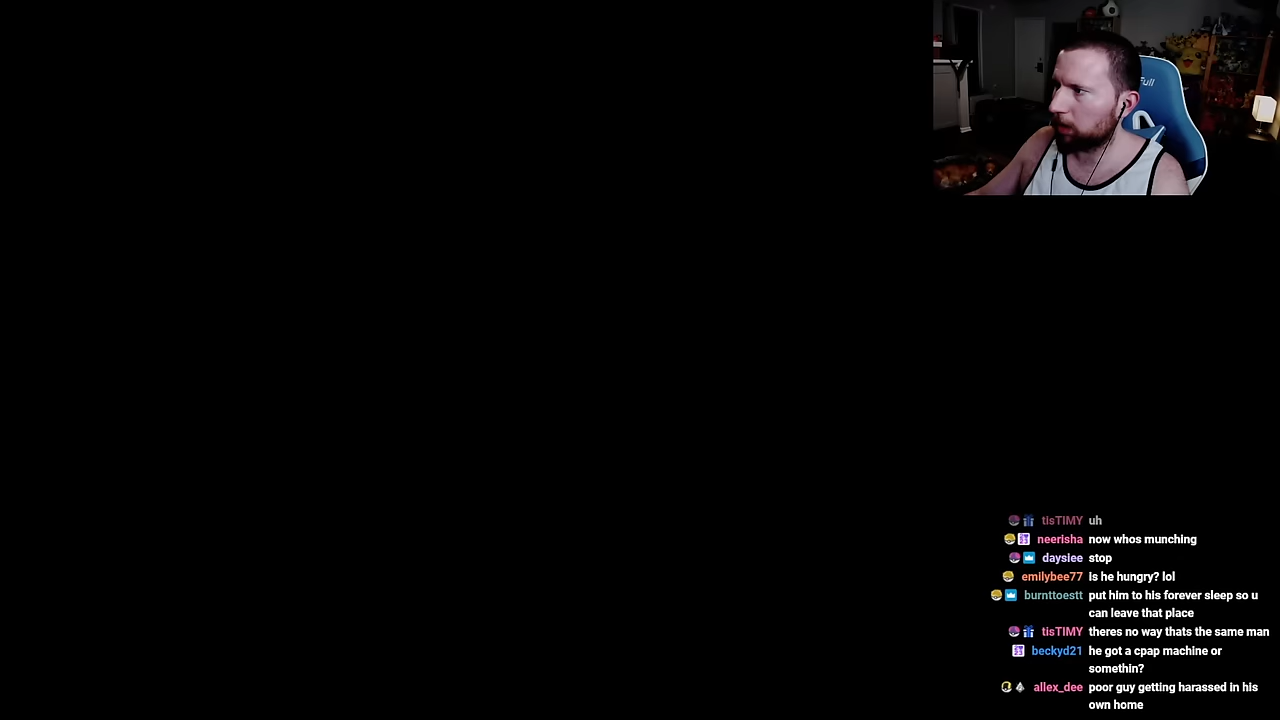 Full
tisTIMY uh
neerisha now whos munching
dayslee stop
emilybee77 is he hungry? lol
burnttoestt put him to his forever sleep so u
can leave that place
tisTIMY theres no way thats the same man
beckyd21 he got a cpap machine or
somethin?
allex_dee poor guy getting harassed in his
own home